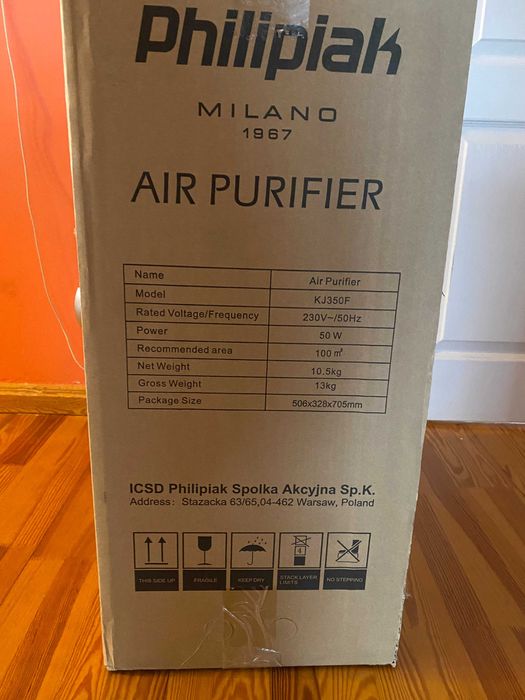 Philipiak
MILANO
1967
AIR PURIFIER
Name Air Purifier
Model KJ350F
Rated Voltage/Frequency 230V~/50Hz
Power 50 W
Recommended area 100 ㎡
Net Weight 10.5kg
Gross Weight 13kg
Package Size 506x328x705mm
ICSD Philipiak Spolka Akcyjna Sp.K.
Address: Stazacka 63/65,04-462 Warsaw, Poland
4
THIS SIDE UP FRAGILE KEEP DRY STACK LAYER LIMITS NO STEPPING